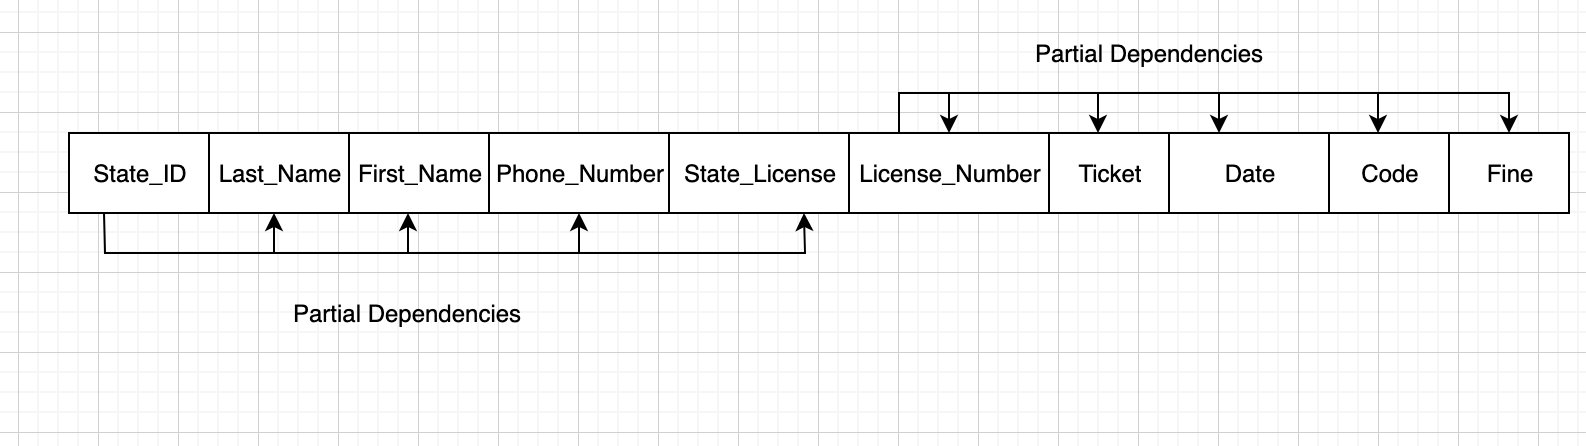 Partial Dependencies
State_ID Last_Name First_Name Phone_Number State_License License_Number Ticket Date Code Fine
Partial Dependencies